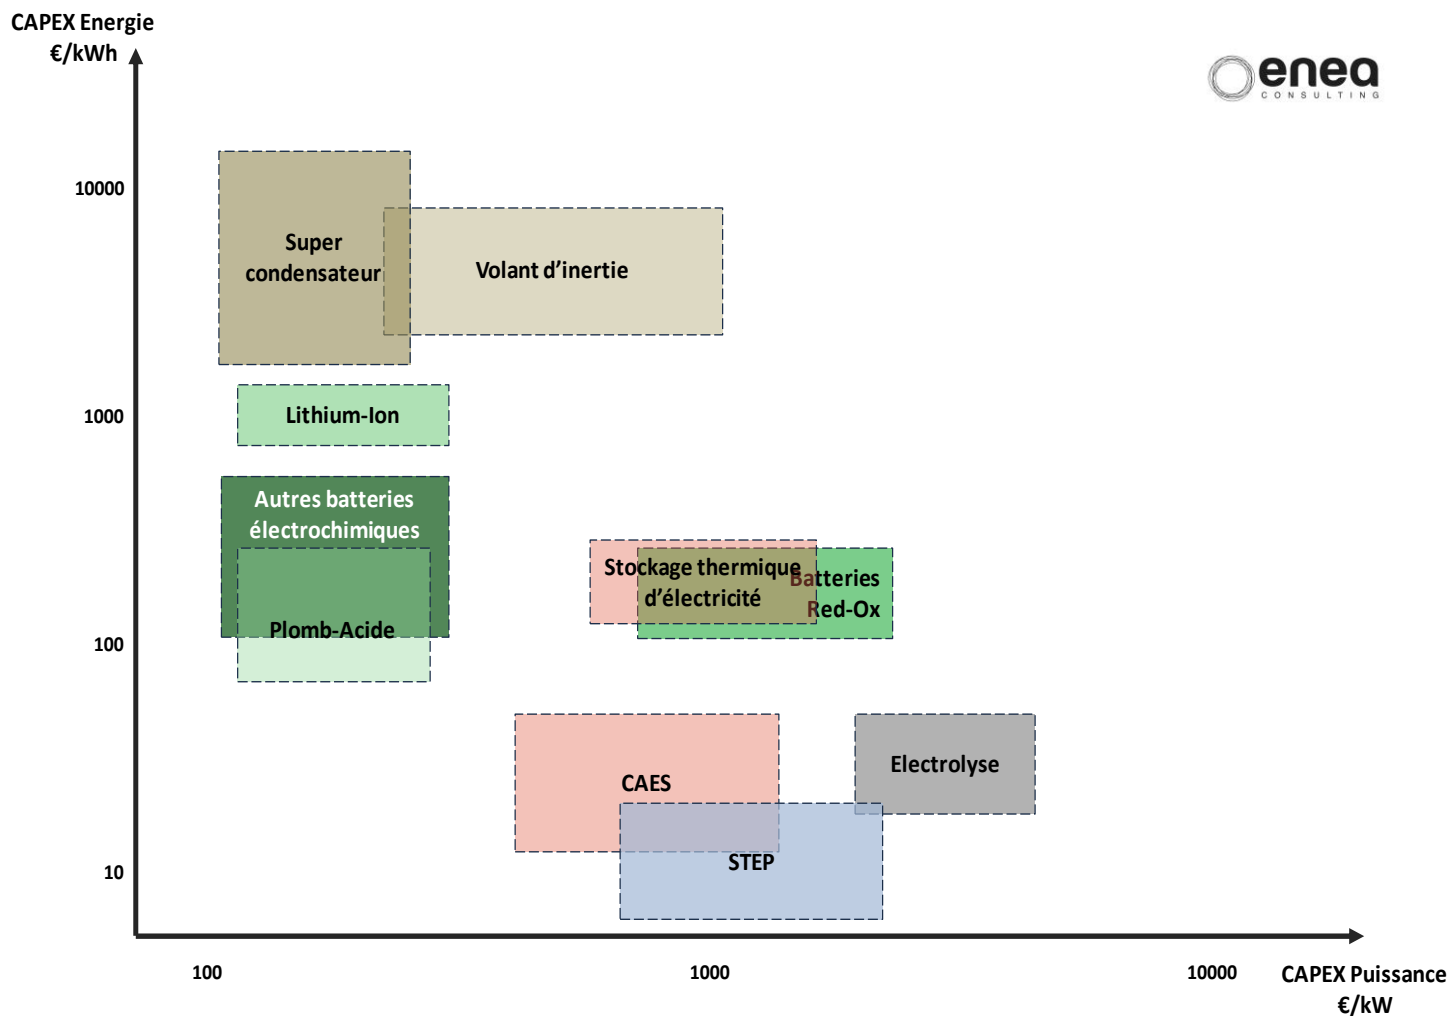 CAPEX Energie
€/kWh
enea
CONSULTING
10000
Super
condensateur
Volant d’inertie
1000
Lithium-Ion
Autres batteries
électrochimiques
Stockage thermique
d’électricité
Batteries
Red-Ox
Plomb-Acide
100
Electrolyse
CAES
STEP
10
100
1000
10000
CAPEX Puissance
€/kW